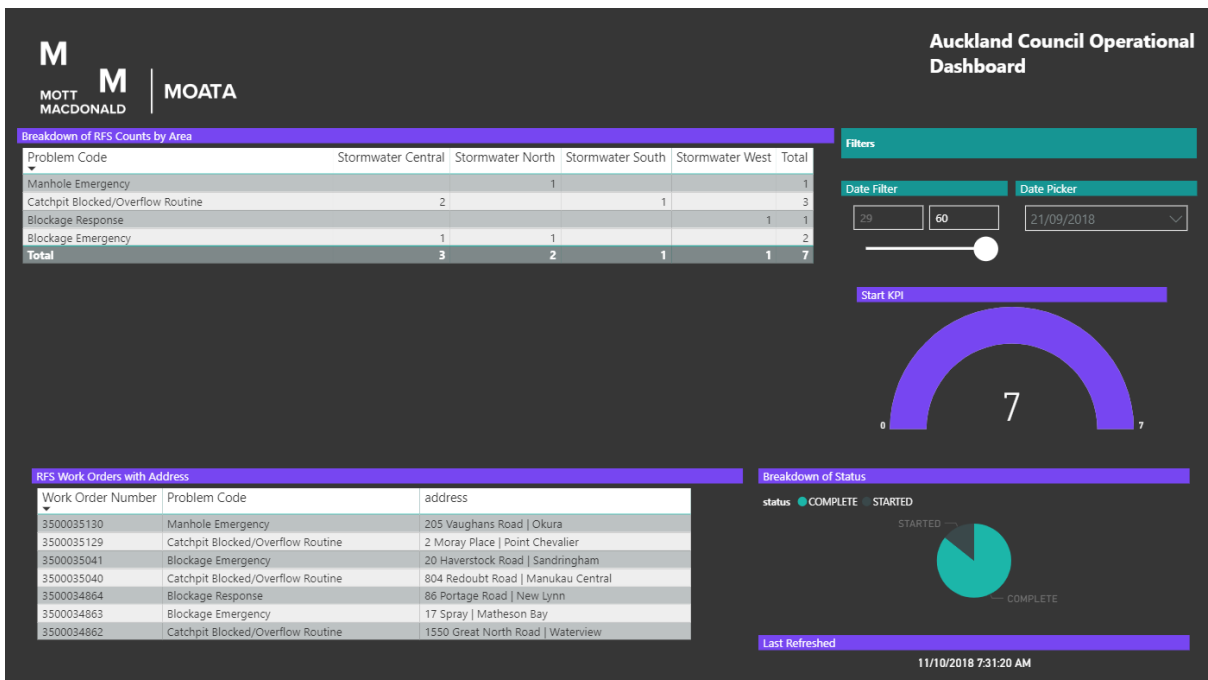 M
M
MOTT
MACDONALD
MOATA
Auckland Council Operational
Dashboard
Breakdown of RFS Counts by Area
Problem Code Stormwater Central Stormwater North Stormwater South Stormwater West Total
Manhole Emergency 1 1
Catchpit Blocked/Overflow Routine 2 1 3
Blockage Response 1 1
Blockage Emergency 1 1 2
Total 3 2 1 1 7
Filters
Date Filter Date Picker
29 60 21/09/2018
Start KPI
7
0 7
RFS Work Orders with Address
Work Order Number Problem Code address
3500035130 Manhole Emergency 205 Vaughans Road | Okura
3500035129 Catchpit Blocked/Overflow Routine 2 Moray Place | Point Chevalier
3500035041 Blockage Emergency 20 Haverstock Road | Sandringham
3500035040 Catchpit Blocked/Overflow Routine 804 Redoubt Road | Manukau Central
3500034864 Blockage Response 86 Portage Road | New Lynn
3500034863 Blockage Emergency 17 Spray | Matheson Bay
3500034862 Catchpit Blocked/Overflow Routine 1550 Great North Road | Waterview
Breakdown of Status
status COMPLETE STARTED
STARTED
COMPLETE
Last Refreshed
11/10/2018 7:31:20 AM